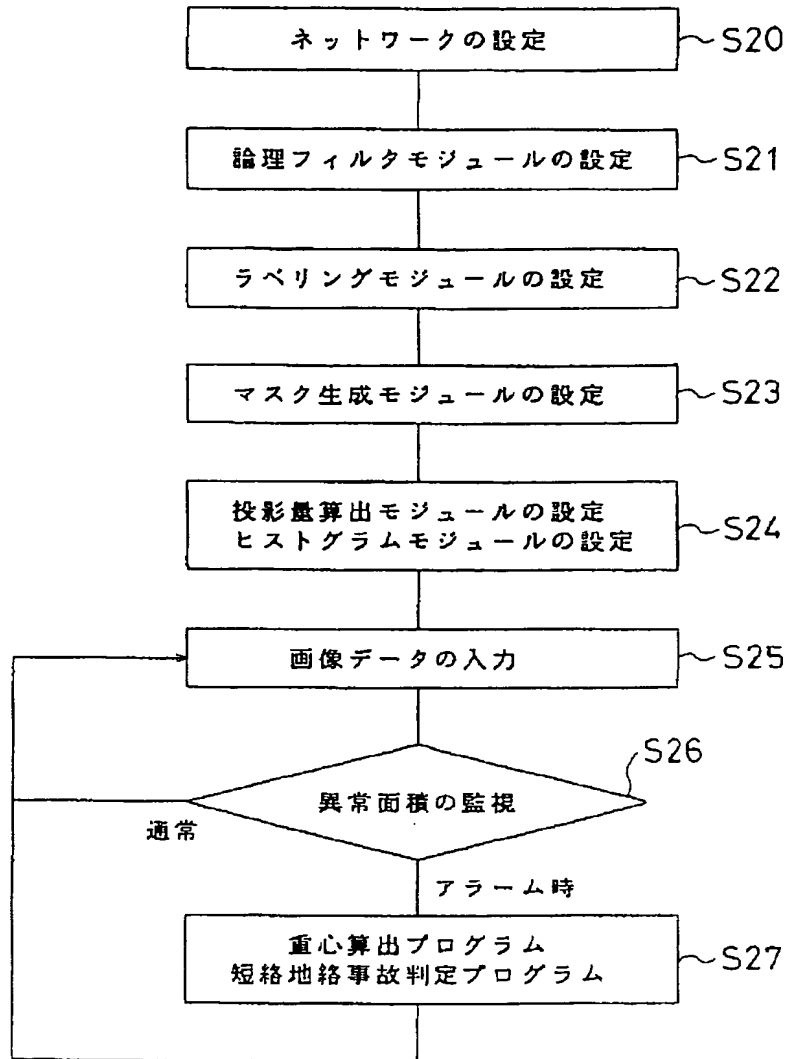 ネットワークの設定
S20
論理フィルタモジュールの設定
S21
ラベリングモジュールの設定
S22
マスク生成モジュールの設定
S23
投影量算出モジュールの設定
ヒストグラムモジュールの設定
S24
画像データの入力
S25
S26
異常面積の監視
通常
アラーム時
重心算出プログラム
短絡地絡事故判定プログラム
S27